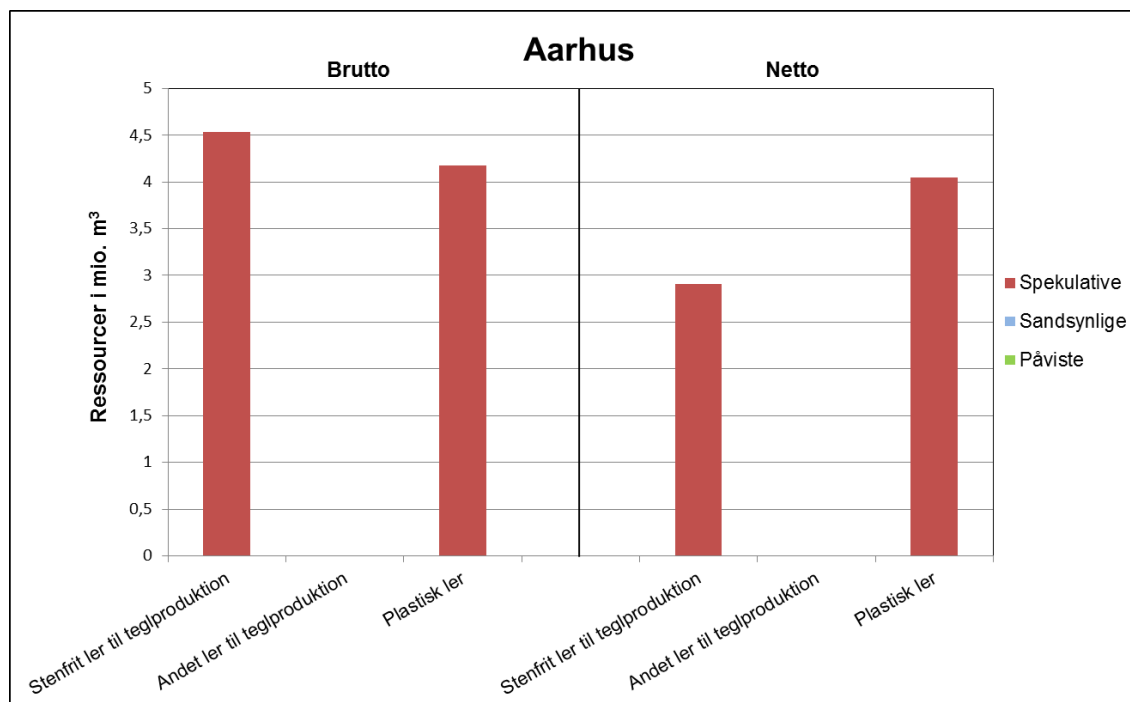 Aarhus
Brutto
Netto
Ressourcer i mio. m³
5
4,5
4
3,5
3
2,5
2
1,5
1
0,5
0
Stenfrit ler til teglproduktion
Andet ler til teglproduktion
Plastisk ler
Stenfrit ler til teglproduktion
Andet ler til teglproduktion
Plastisk ler
Spekulative
Sandsynlige
Påviste